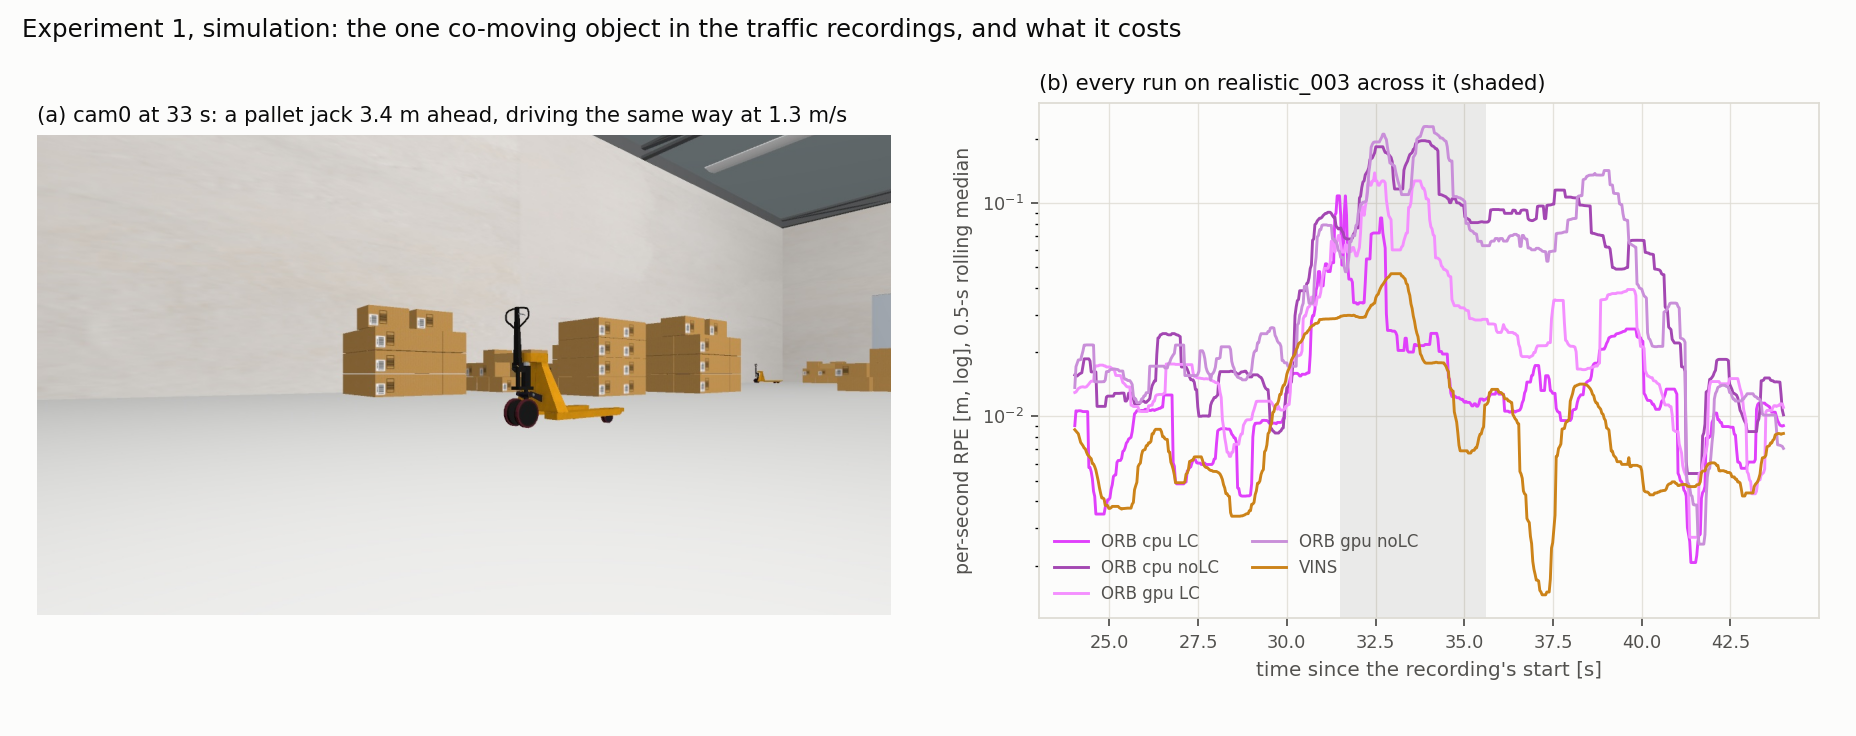 Experiment 1, simulation: the one co-moving object in the traffic recordings, and what it costs
(a) cam0 at 33 s: a pallet jack 3.4 m ahead, driving the same way at 1.3 m/s
(b) every run on realistic_003 across it (shaded)
per-second RPE [m, log], 0.5-s rolling median
10⁻¹
10⁻²
ORB cpu LC
ORB cpu noLC
ORB gpu LC
ORB gpu noLC
VINS
25.0 27.5 30.0 32.5 35.0 37.5 40.0 42.5
time since the recording's start [s]